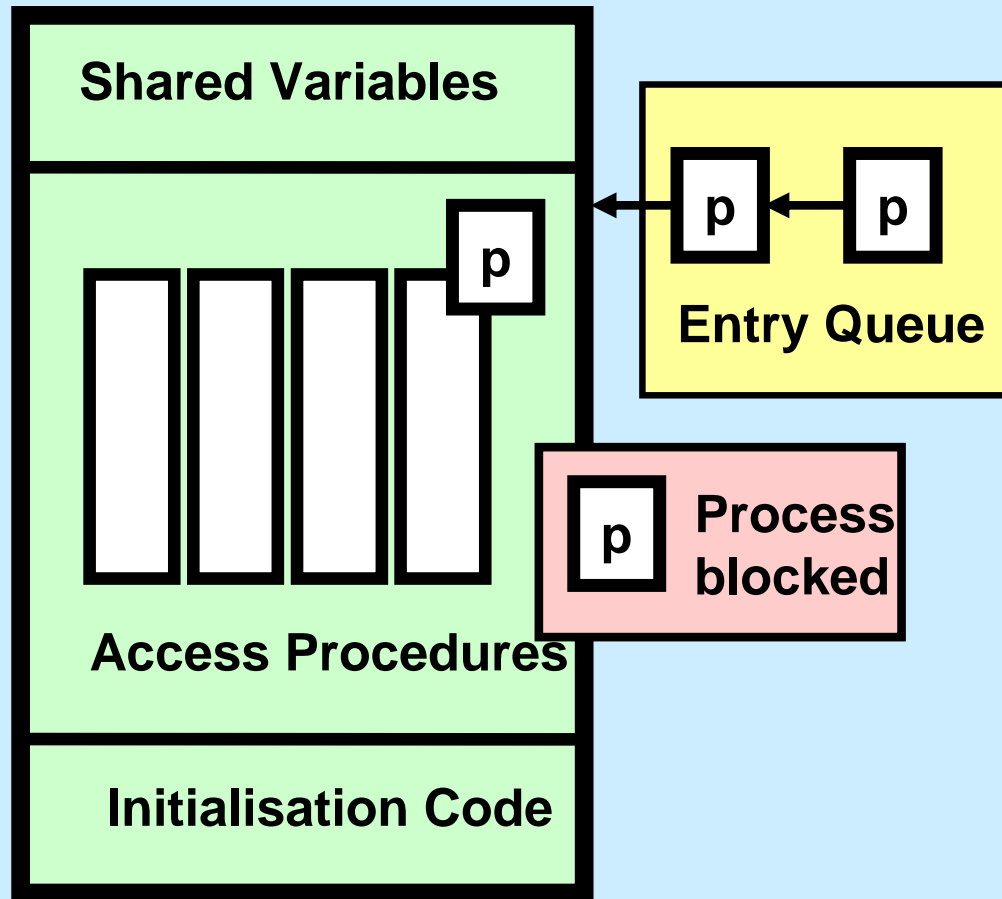 Shared Variables
p
p
p
Entry Queue
p
Process
blocked
Access Procedures
Initialisation Code